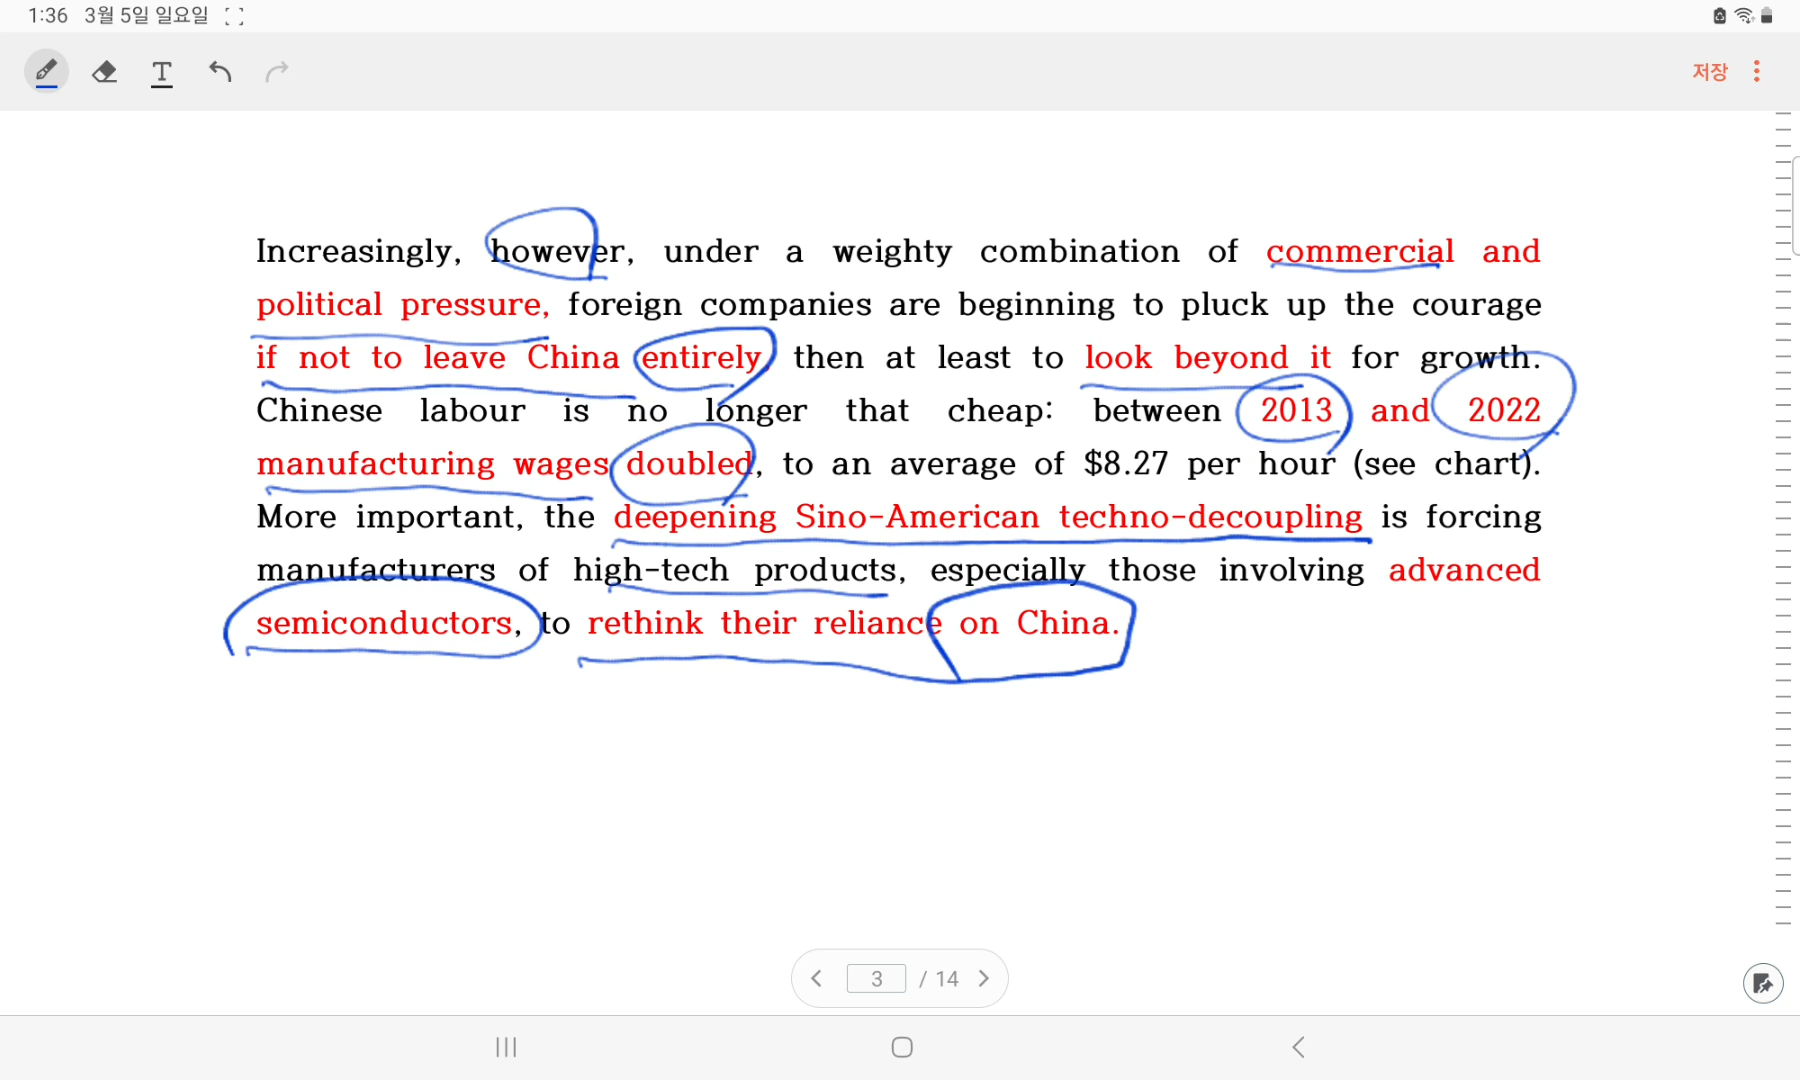 1:36 3월 5일 일요일
T
저장
Increasingly, however, under a weighty combination of commercial and
political pressure, foreign companies are beginning to pluck up the courage
if not to leave China entirely, then at least to look beyond it for growth.
Chinese labour is no longer that cheap: between 2013 and 2022
manufacturing wages doubled, to an average of $8.27 per hour (see chart).
More important, the deepening Sino-American techno-decoupling is forcing
manufacturers of high-tech products, especially those involving advanced
semiconductors, to rethink their reliance on China.
3 / 14